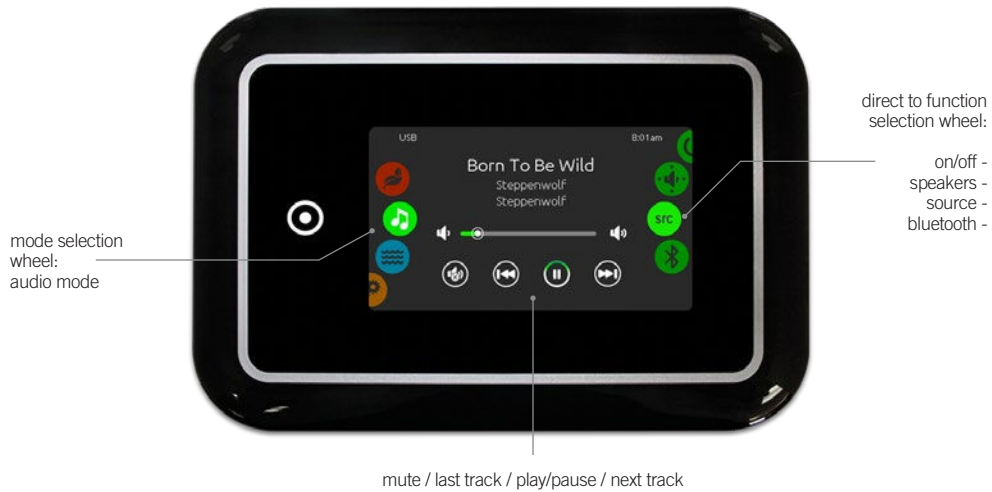 USB
8:01am
Born To Be Wild
Steppenwolf
Steppenwolf
src
mode selection
wheel:
audio mode
direct to function
selection wheel:
on/off -
speakers -
source -
bluetooth -
mute / last track / play/pause / next track